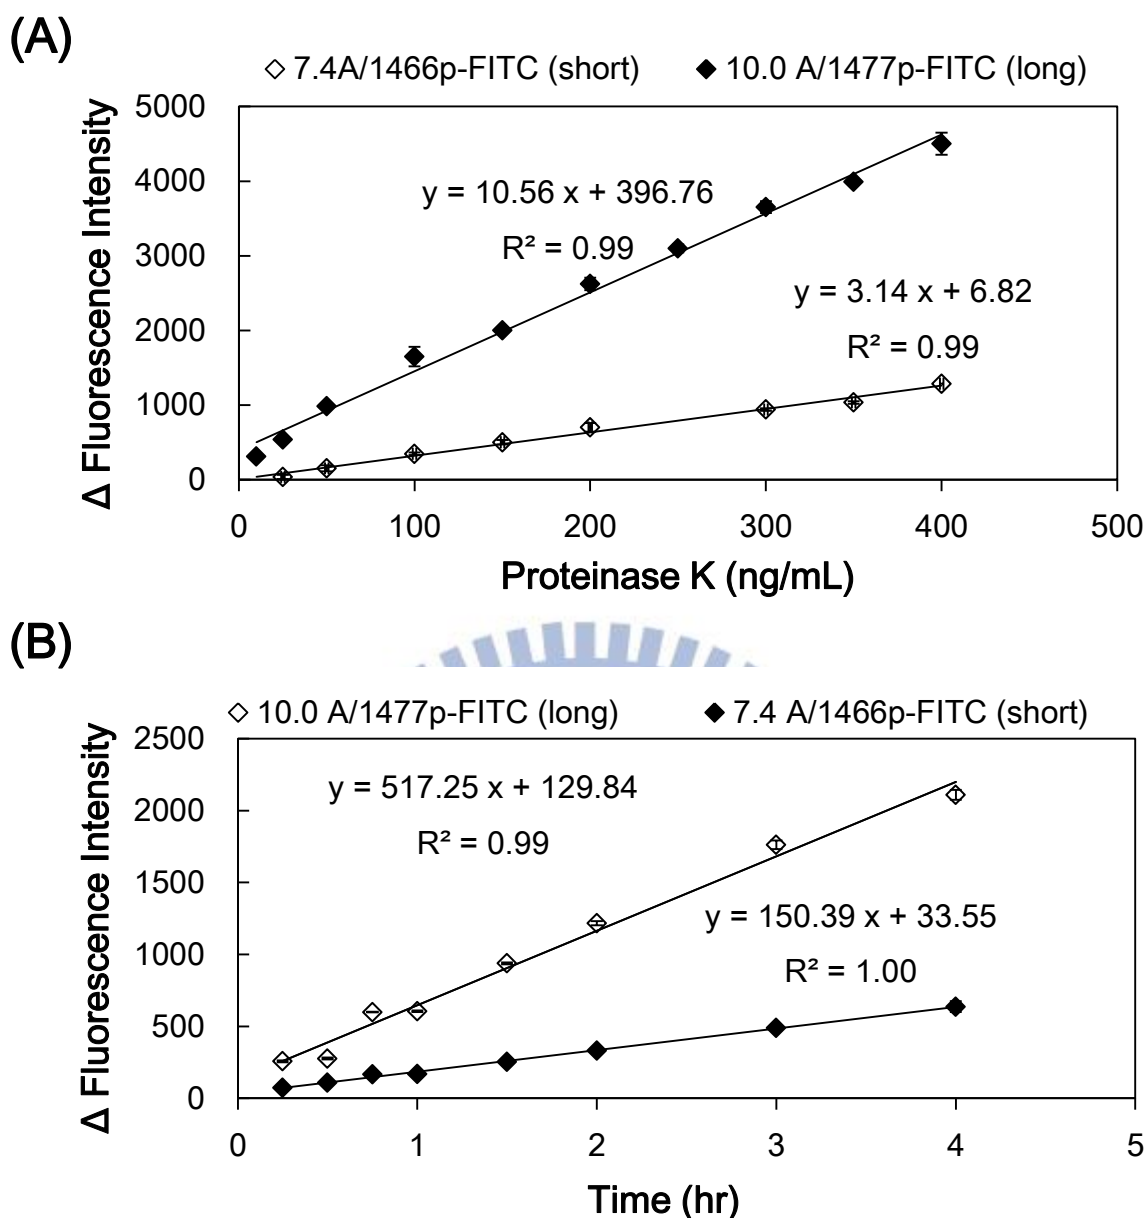 (A)
7.4A/1466p-FITC (short) 10.0 A/1477p-FITC (long)
Δ Fluorescence Intensity
5000
4000
3000
2000
1000
0
y = 10.56 x + 396.76
R² = 0.99
y = 3.14 x + 6.82
R² = 0.99
0 100 200 300 400 500
Proteinase K (ng/mL)
(B)
10.0 A/1477p-FITC (long) 7.4 A/1466p-FITC (short)
Δ Fluorescence Intensity
2500
2000
1500
1000
500
0
y = 517.25 x + 129.84
R² = 0.99
y = 150.39 x + 33.55
R² = 1.00
0 1 2 3 4 5
Time (hr)